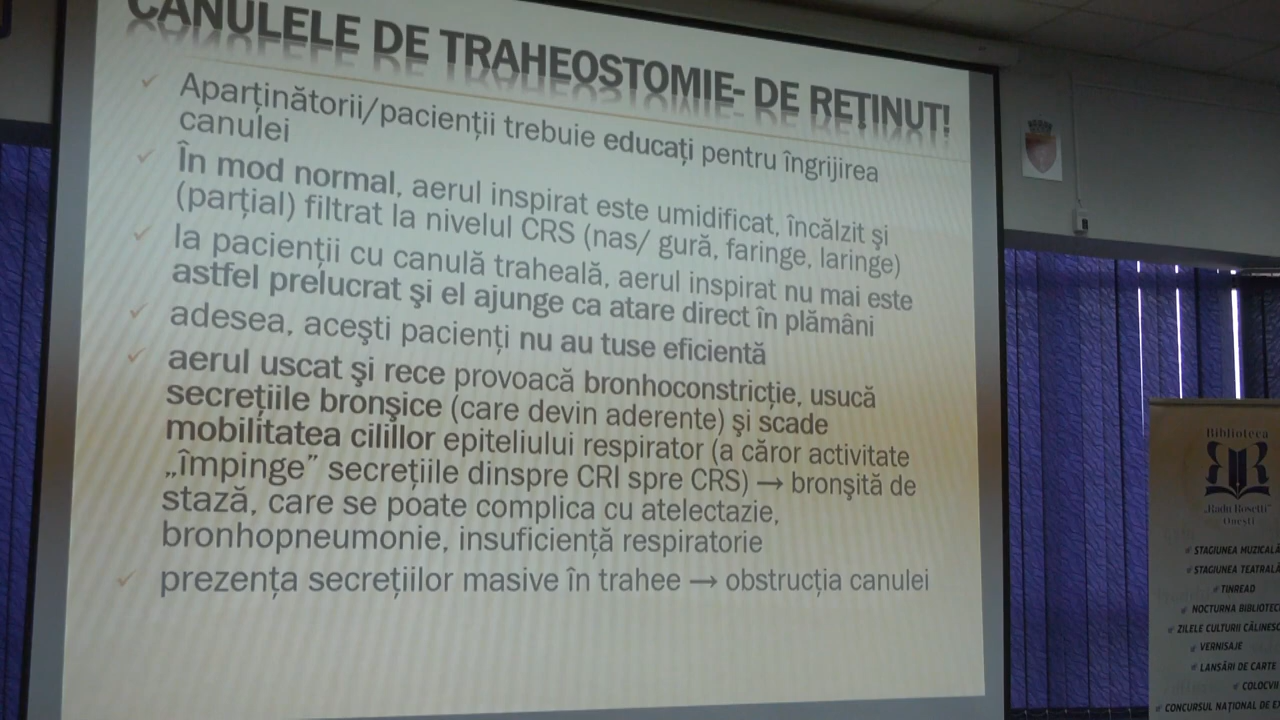 CANULELE DE TRAHEOSTOMIE- DE REŢINUT!
Aparţinătorii/pacienţii trebuie educaţi pentru îngrijirea
canulei
În mod normal, aerul inspirat este umidificat, încălzit şi
(parţial) filtrat la nivelul CRS (nas/ gură, faringe, laringe)
la pacienţii cu canulă traheală, aerul inspirat nu mai este
astfel prelucrat şi el ajunge ca atare direct în plămâni
adesea, aceşti pacienţi nu au tuse eficientă
aerul uscat şi rece provoacă bronhoconstricţie, usucă
secreţiile bronşice (care devin aderente) şi scade
mobilitatea cilillor epiteliului respirator (a căror activitate
„împinge” secreţiile dinspre CRI spre CRS) → bronşită de
stază, care se poate complica cu atelectazie,
bronhopneumonie, insuficienţă respiratorie
prezenţa secreţiilor masive în trahee → obstrucţia canulei
Biblioteca
„Radu Rosetti”
Oneşti
STAGIUNEA MUZICALĂ
STAGIUNEA TEATRALĂ
TINREAD
NOCTURNA BIBLIOTEC
ZILELE CULTURII CĂLINESC
VERNISAJE
LANSĂRI DE CARTE
COLOCVII
CONCURSUL NAŢIONAL DE